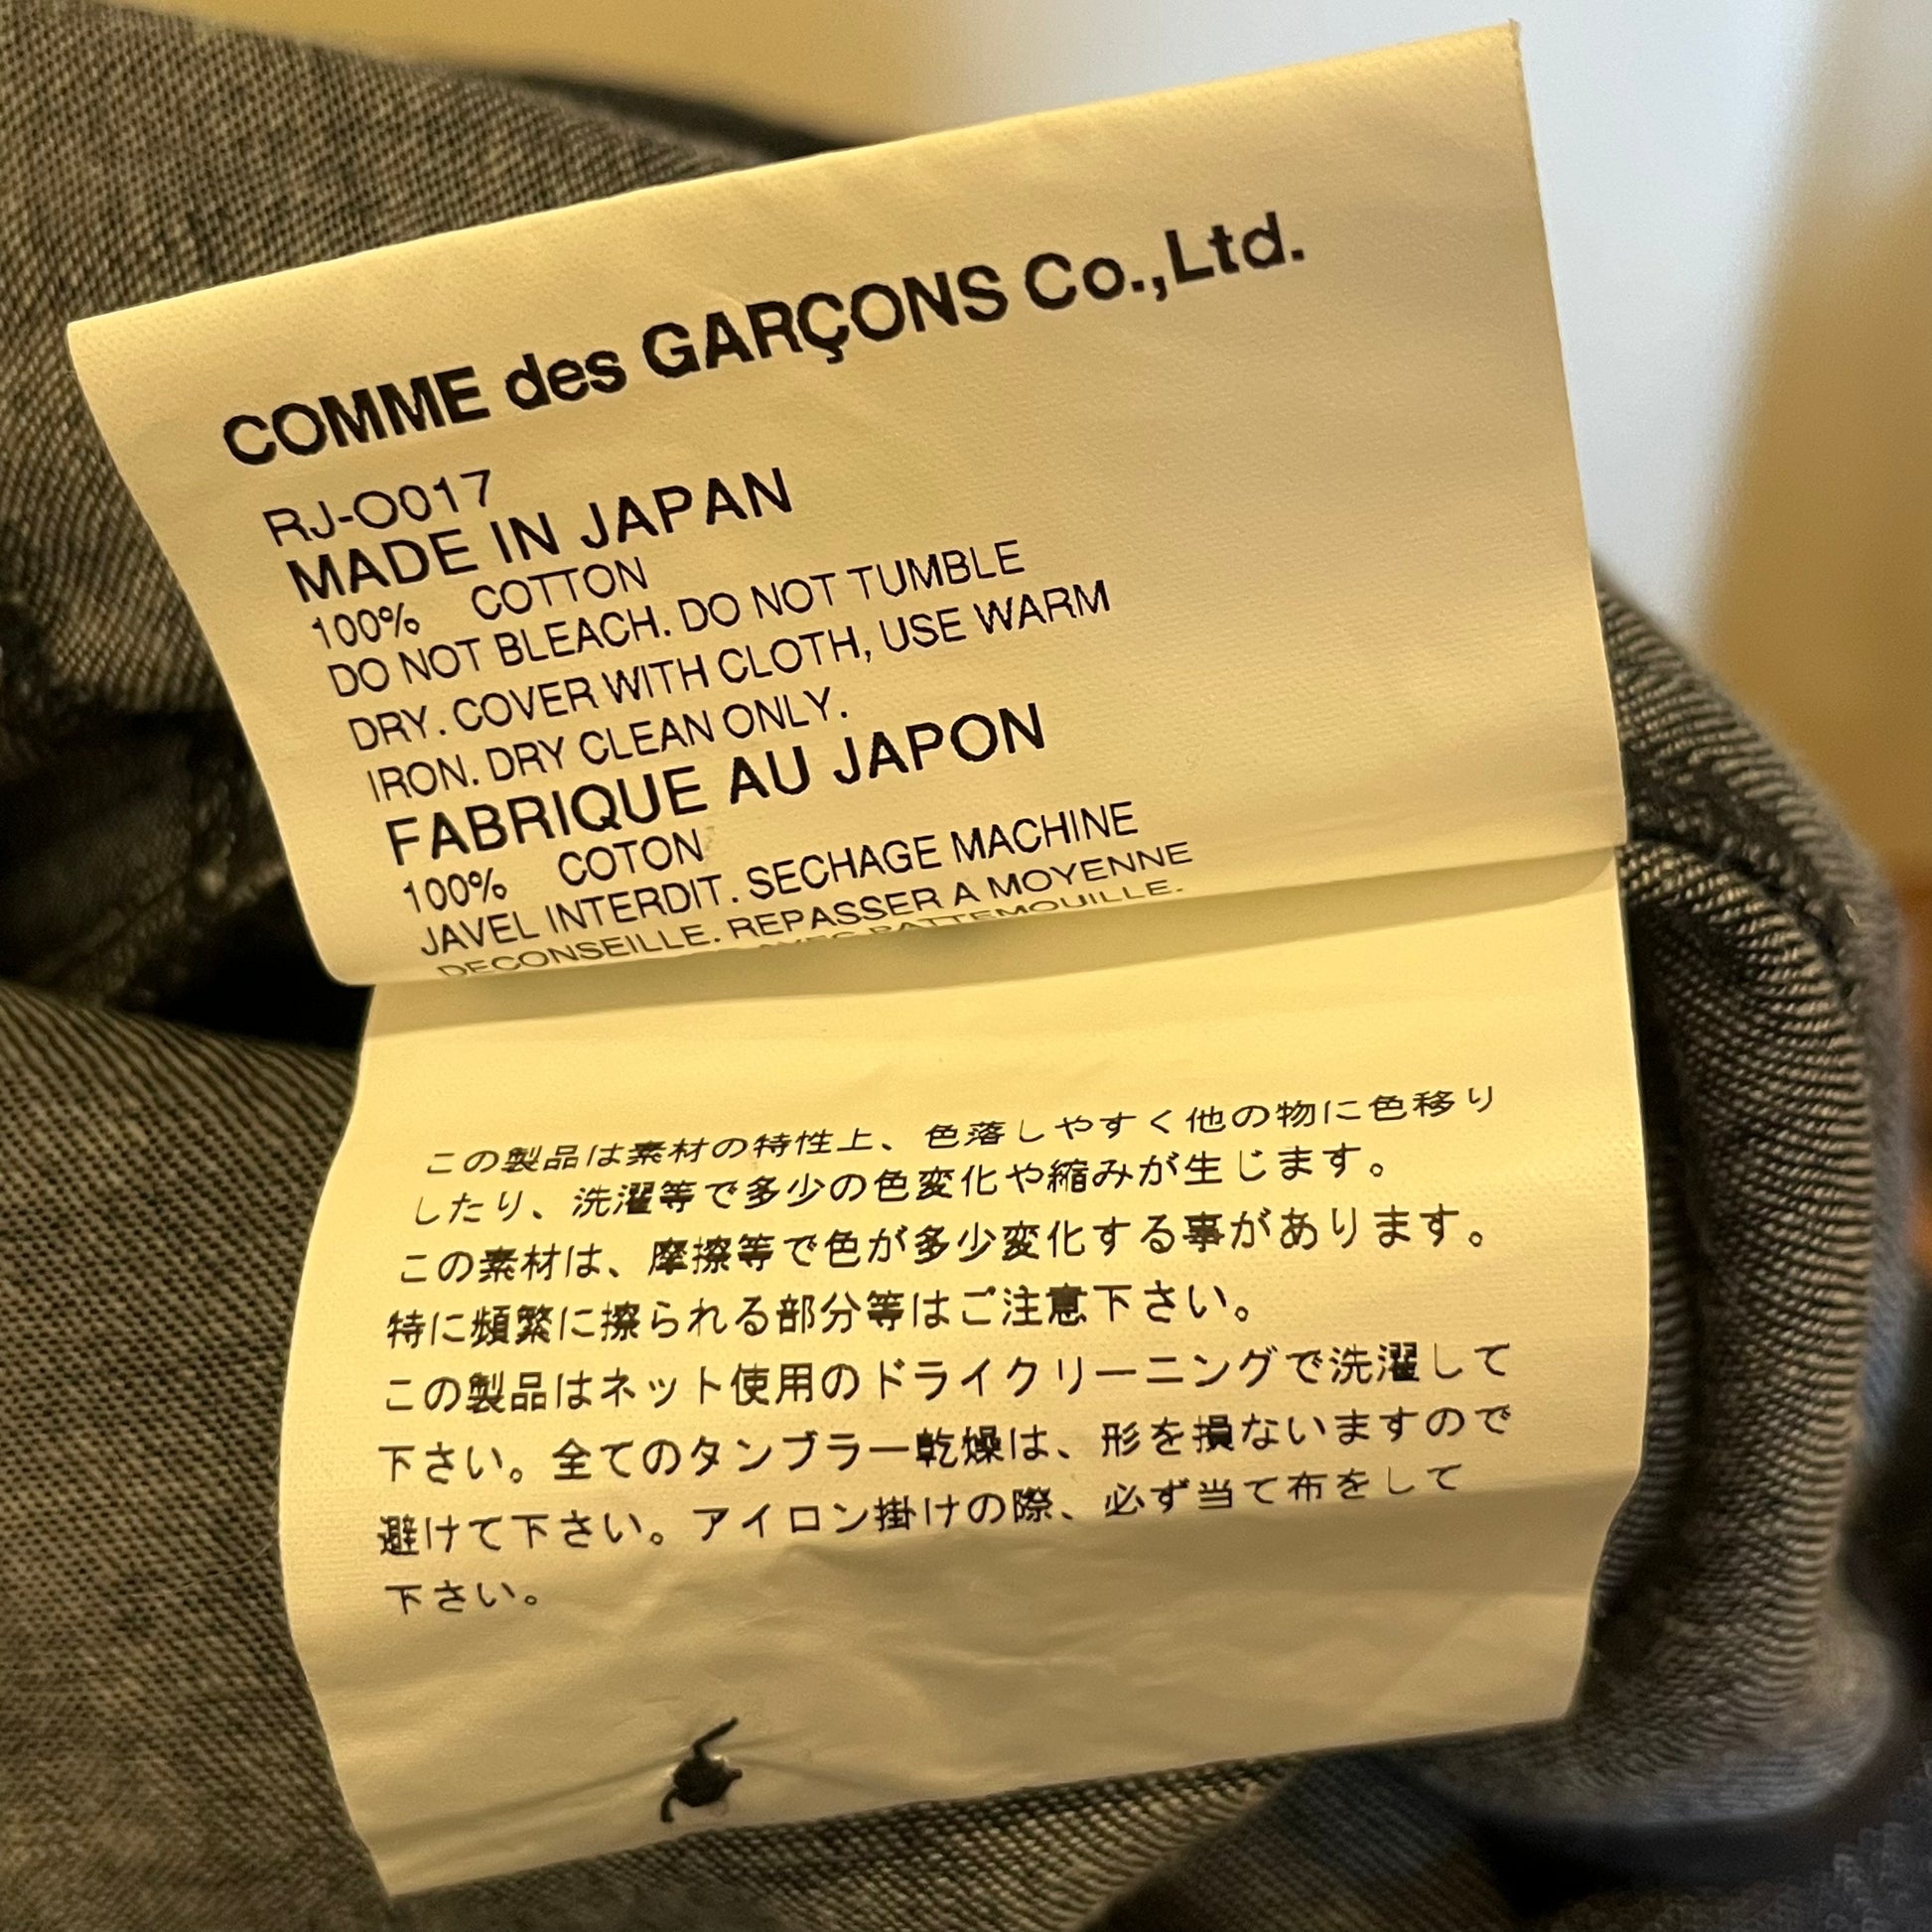 COMME des GARÇONS Co.,Ltd.
RJ-O017
MADE IN JAPAN
100% COTTON
DO NOT BLEACH. DO NOT TUMBLE
DRY. COVER WITH CLOTH, USE WARM
IRON. DRY CLEAN ONLY.
FABRIQUE AU JAPON
100% COTON
JAVEL INTERDIT. SECHAGE MACHINE
DECONSEILLE. REPASSER A MOYENNE
AVEC PATTEMOUILLE.
この製品は素材の特性上、色落しやすく他の物に色移り
したり、洗濯等で多少の色変化や縮みが生じます。
この素材は、摩擦等で色が多少変化する事があります。
特に頻繁に擦られる部分等はご注意下さい。
この製品はネット使用のドライクリーニングで洗濯して
下さい。全てのタンブラー乾燥は、形を損ないますので
避けて下さい。アイロン掛けの際、必ず当て布をして
下さい。